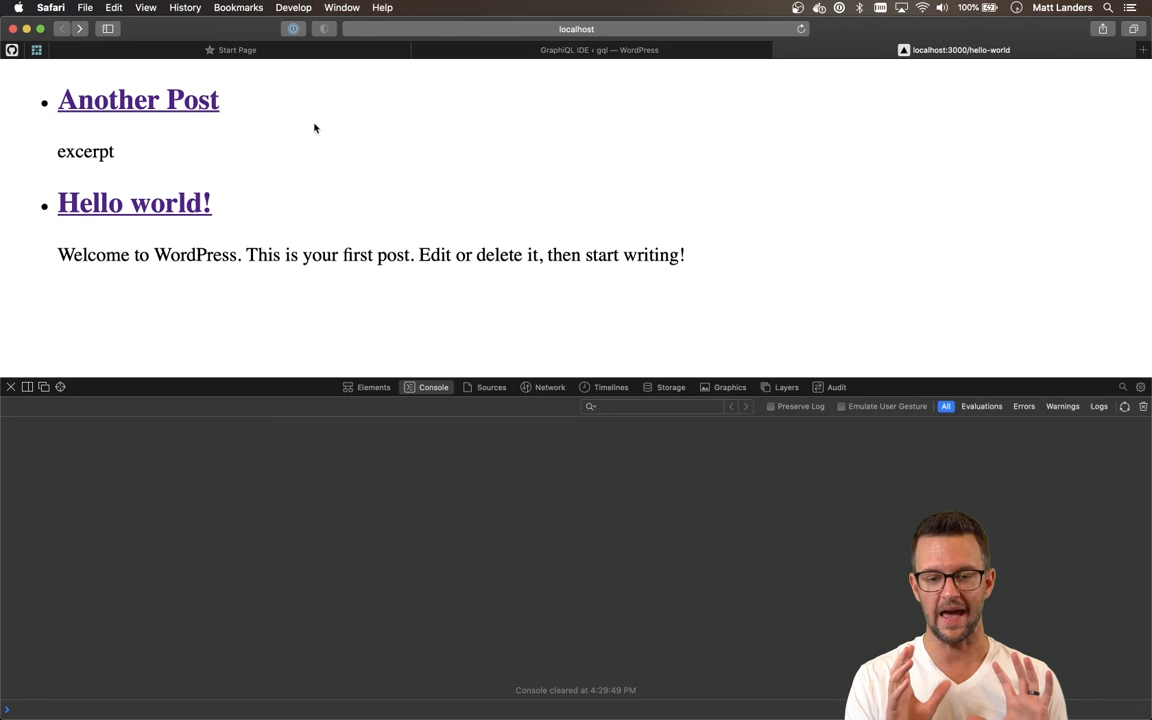 Safari File Edit View History Bookmarks Develop Window Help 100% Matt Landers
localhost
Start Page GraphiQL IDE ‹ gql — WordPress localhost:3000/hello-world
Another Post
excerpt
Hello world!
Welcome to WordPress. This is your first post. Edit or delete it, then start writing!
Elements Console Sources Network Timelines Storage Graphics Layers Audit
Preserve Log Emulate User Gesture All Evaluations Errors Warnings Logs
Console cleared at 4:29:49 PM